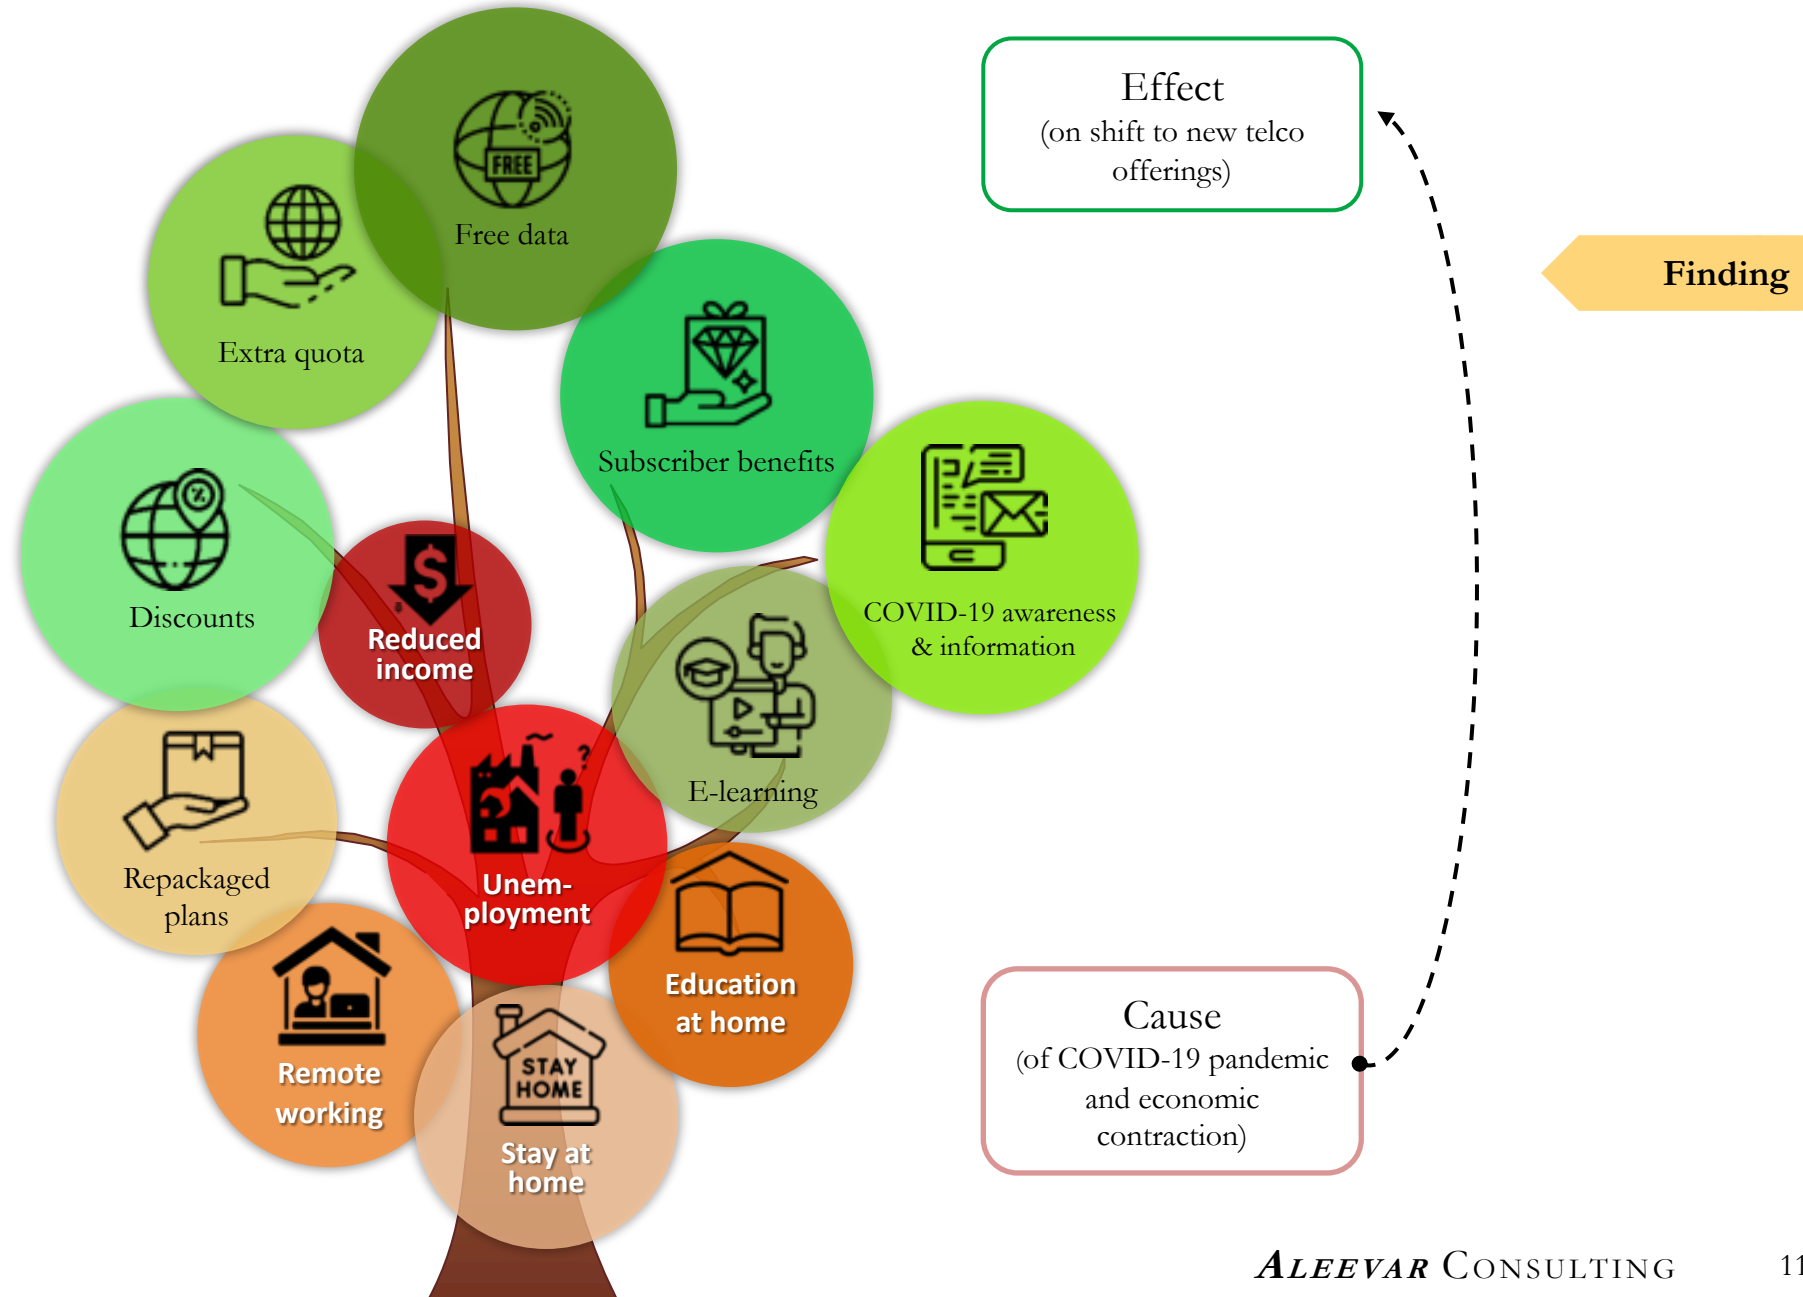 FREE
Free data
Extra quota
Subscriber benefits
Discounts
$
Reduced
income
COVID-19 awareness
& information
E-learning
Repackaged
plans
?
Unem-
ployment
Education
at home
Remote
working
STAY
HOME
Stay at
home
Effect
(on shift to new telco
offerings)
Finding
Cause
(of COVID-19 pandemic
and economic
contraction)
ALEEVAR CONSULTING
11